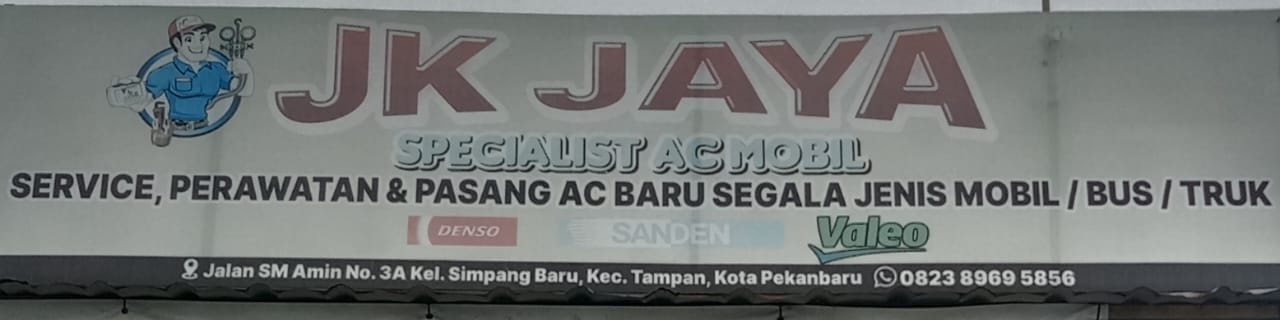 JK JAYA
SPECIALIST AC MOBIL
SERVICE, PERAWATAN & PASANG AC BARU SEGALA JENIS MOBIL / BUS / TRUK
DENSO SANDEN Valeo
Jalan SM Amin No. 3A Kel. Simpang Baru, Kec. Tampan, Kota Pekanbaru 0823 8969 5856